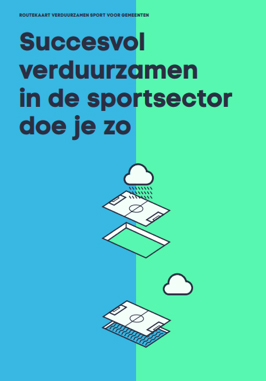 ROUTEKAART VERDUURZAMEN SPORT VOOR GEMEENTEN
Succesvol
verduurzamen
in de sportsector
doe je zo